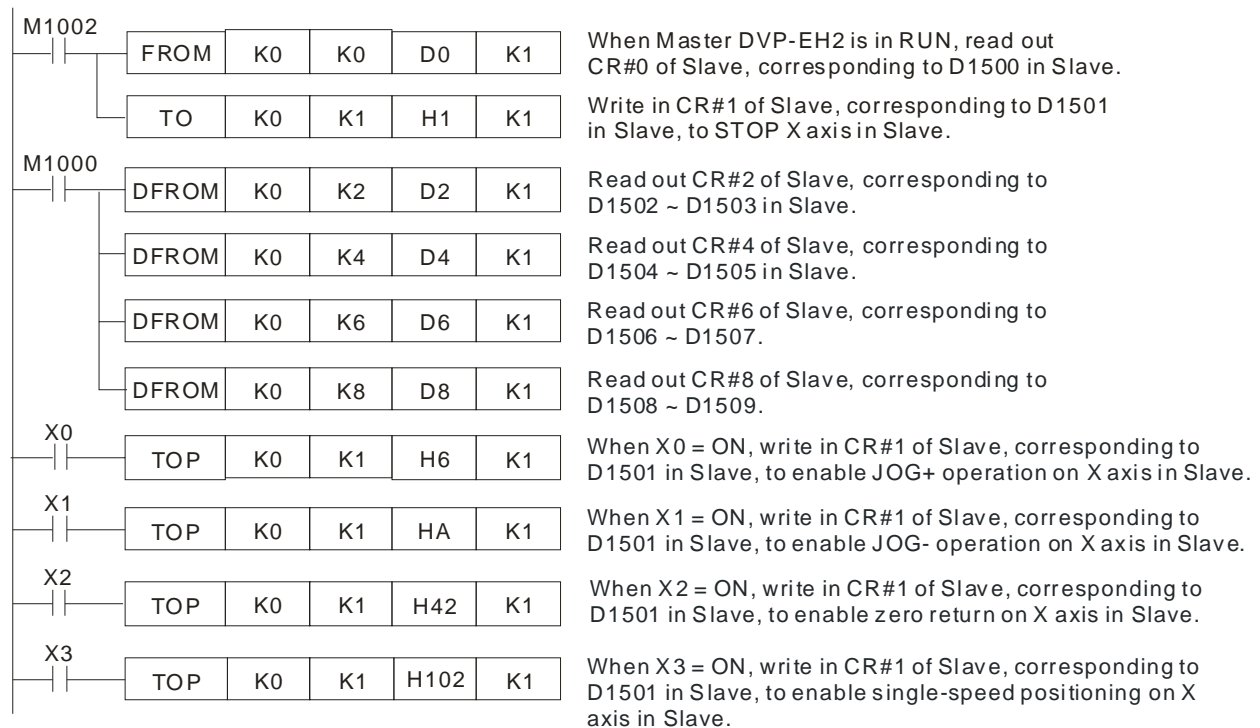 M1002
FROM K0 K0 D0 K1
When Master DVP-EH2 is in RUN, read out
CR#0 of Slave, corresponding to D1500 in Slave.
TO K0 K1 H1 K1
Write in CR#1 of Slave, corresponding to D1501
in Slave, to STOP X axis in Slave.
M1000
DFROM K0 K2 D2 K1
Read out CR#2 of Slave, corresponding to
D1502 ~ D1503 in Slave.
DFROM K0 K4 D4 K1
Read out CR#4 of Slave, corresponding to
D1504 ~ D1505 in Slave.
DFROM K0 K6 D6 K1
Read out CR#6 of Slave, corresponding to
D1506 ~ D1507.
DFROM K0 K8 D8 K1
Read out CR#8 of Slave, corresponding to
D1508 ~ D1509.
X0
TOP K0 K1 H6 K1
When X0 = ON, write in CR#1 of Slave, corresponding to
D1501 in Slave, to enable JOG+ operation on X axis in Slave.
X1
TOP K0 K1 HA K1
When X1 = ON, write in CR#1 of Slave, corresponding to
D1501 in Slave, to enable JOG- operation on X axis in Slave.
X2
TOP K0 K1 H42 K1
When X2 = ON, write in CR#1 of Slave, corresponding to
D1501 in Slave, to enable zero return on X axis in Slave.
X3
TOP K0 K1 H102 K1
When X3 = ON, write in CR#1 of Slave, corresponding to
D1501 in Slave, to enable single-speed positioning on X
axis in Slave.